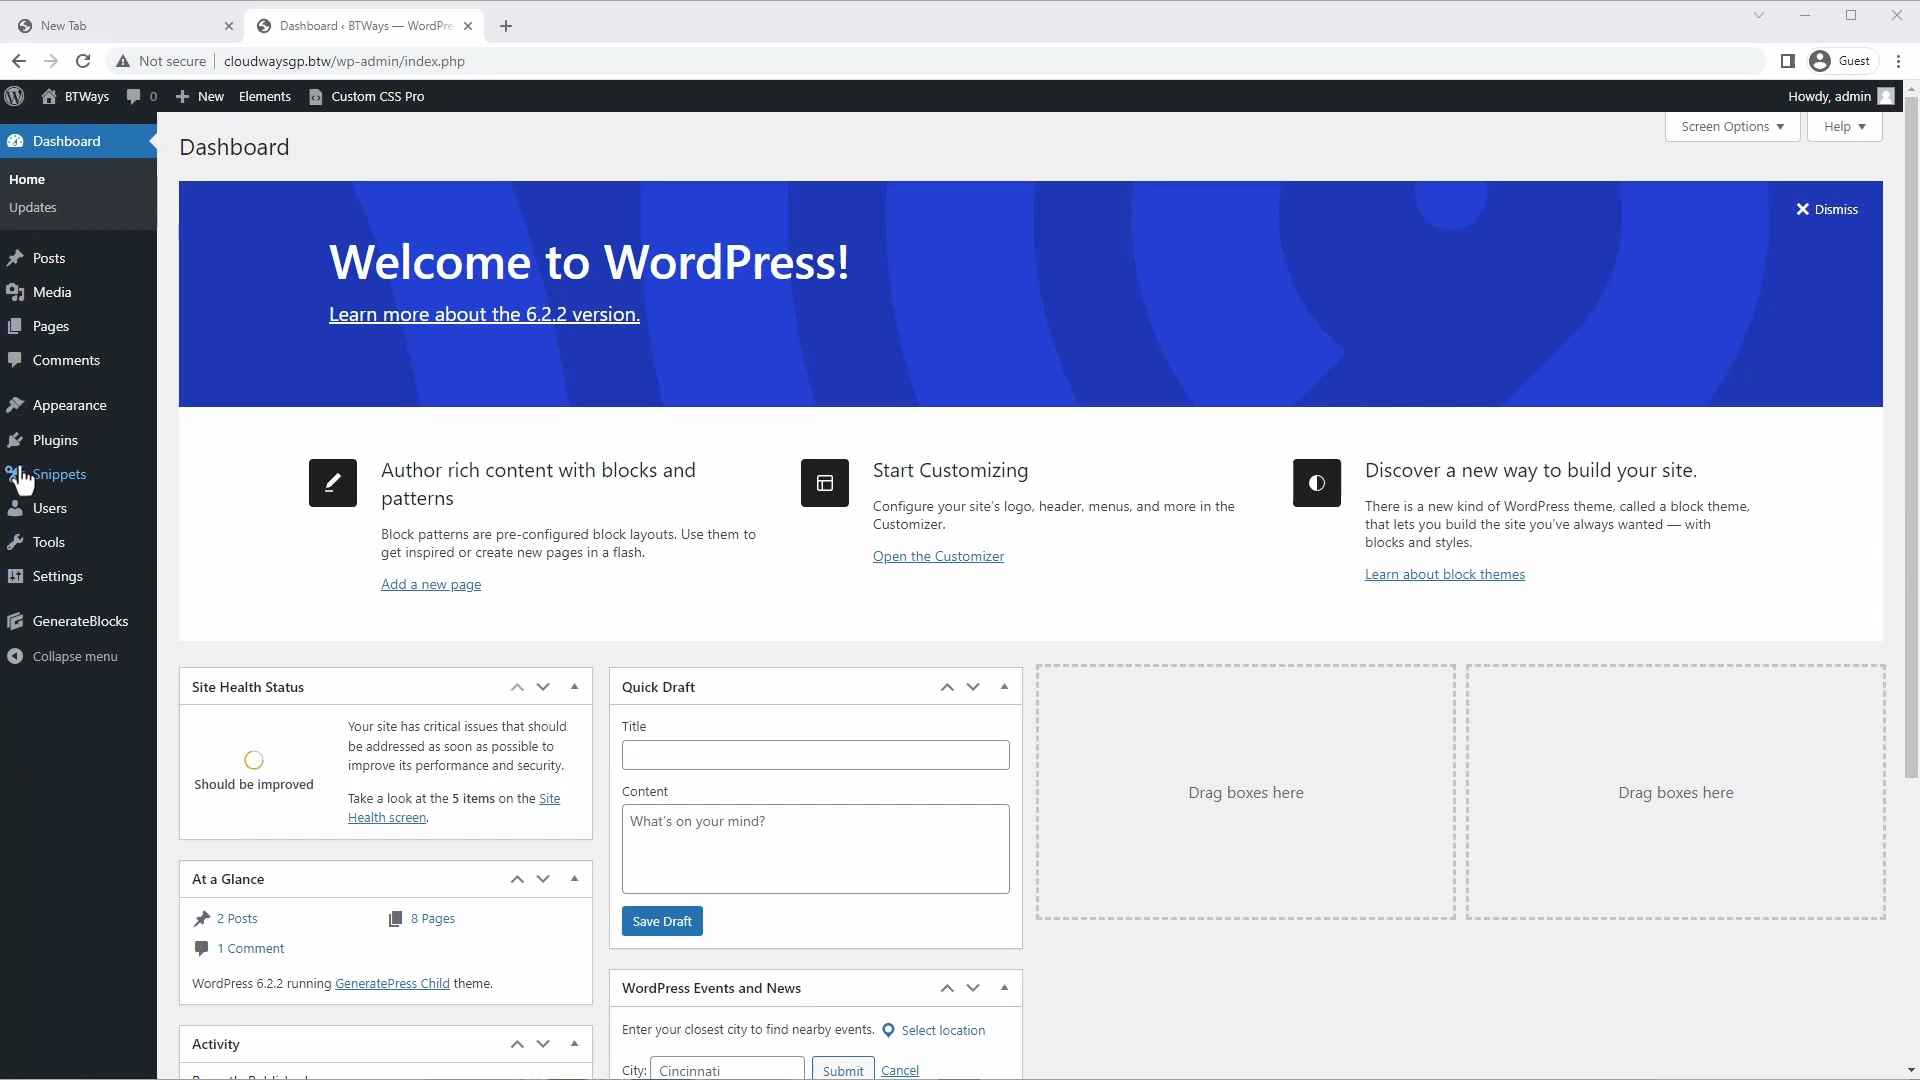 New Tab
Dashboard ‹ BTWays — WordPre
Not secure
cloudwaysgp.btw/wp-admin/index.php
Guest
BTWays
0
New
Elements
Custom CSS Pro
Howdy, admin
Dashboard
Home
Updates
Posts
Media
Pages
Comments
Appearance
Plugins
Snippets
Users
Tools
Settings
GenerateBlocks
Collapse menu
Dashboard
Screen Options
Help
Dismiss
Welcome to WordPress!
Learn more about the 6.2.2 version.
Author rich content with blocks and
patterns
Block patterns are pre-configured block layouts. Use them to
get inspired or create new pages in a flash.
Add a new page
Start Customizing
Configure your site's logo, header, menus, and more in the
Customizer.
Open the Customizer
Discover a new way to build your site.
There is a new kind of WordPress theme, called a block theme,
that lets you build the site you've always wanted — with
blocks and styles.
Learn about block themes
Site Health Status
Should be improved
Your site has critical issues that should
be addressed as soon as possible to
improve its performance and security.
Take a look at the 5 items on the Site
Health screen.
At a Glance
2 Posts
8 Pages
1 Comment
WordPress 6.2.2 running GeneratePress Child theme.
Activity
Quick Draft
Title
Content
What's on your mind?
Save Draft
WordPress Events and News
Enter your closest city to find nearby events.
Select location
City:
Cincinnati
Submit
Cancel
Drag boxes here
Drag boxes here